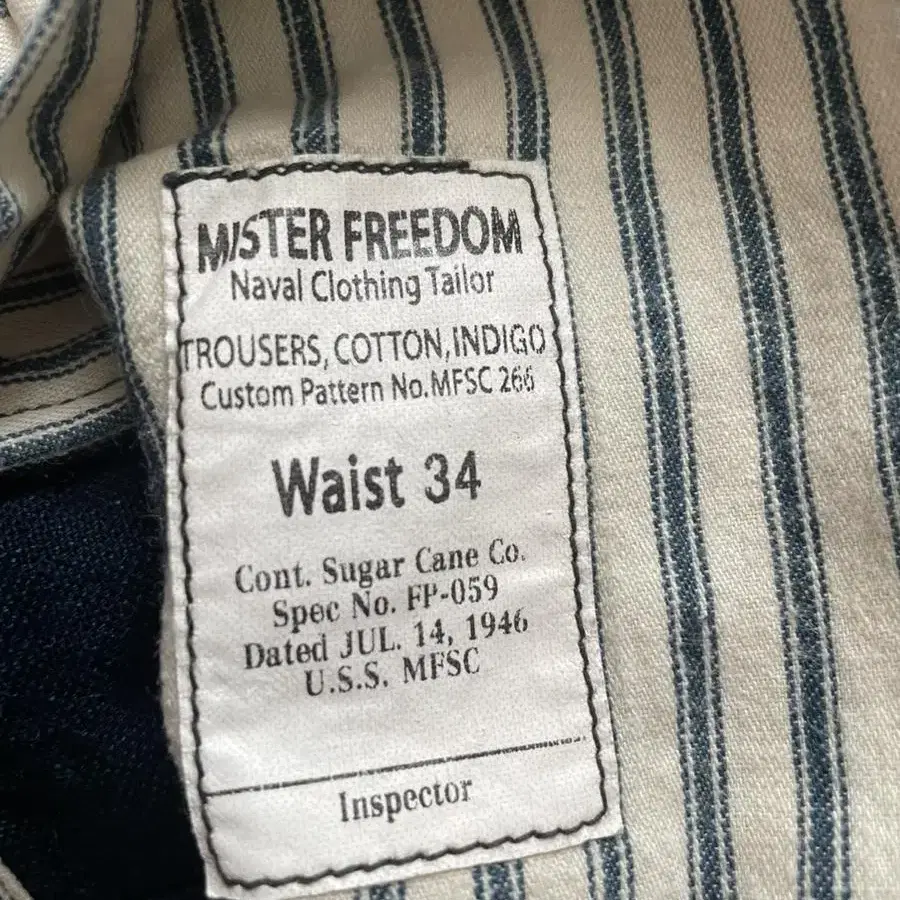 MISTER FREEDOM
Naval Clothing Tailor
TROUSERS, COTTON, INDIGO
Custom Pattern No. MFSC 266
Waist 34
Cont. Sugar Cane Co.
Spec No. FP-059
Dated JUL. 14, 1946
U.S.S. MFSC
Inspector